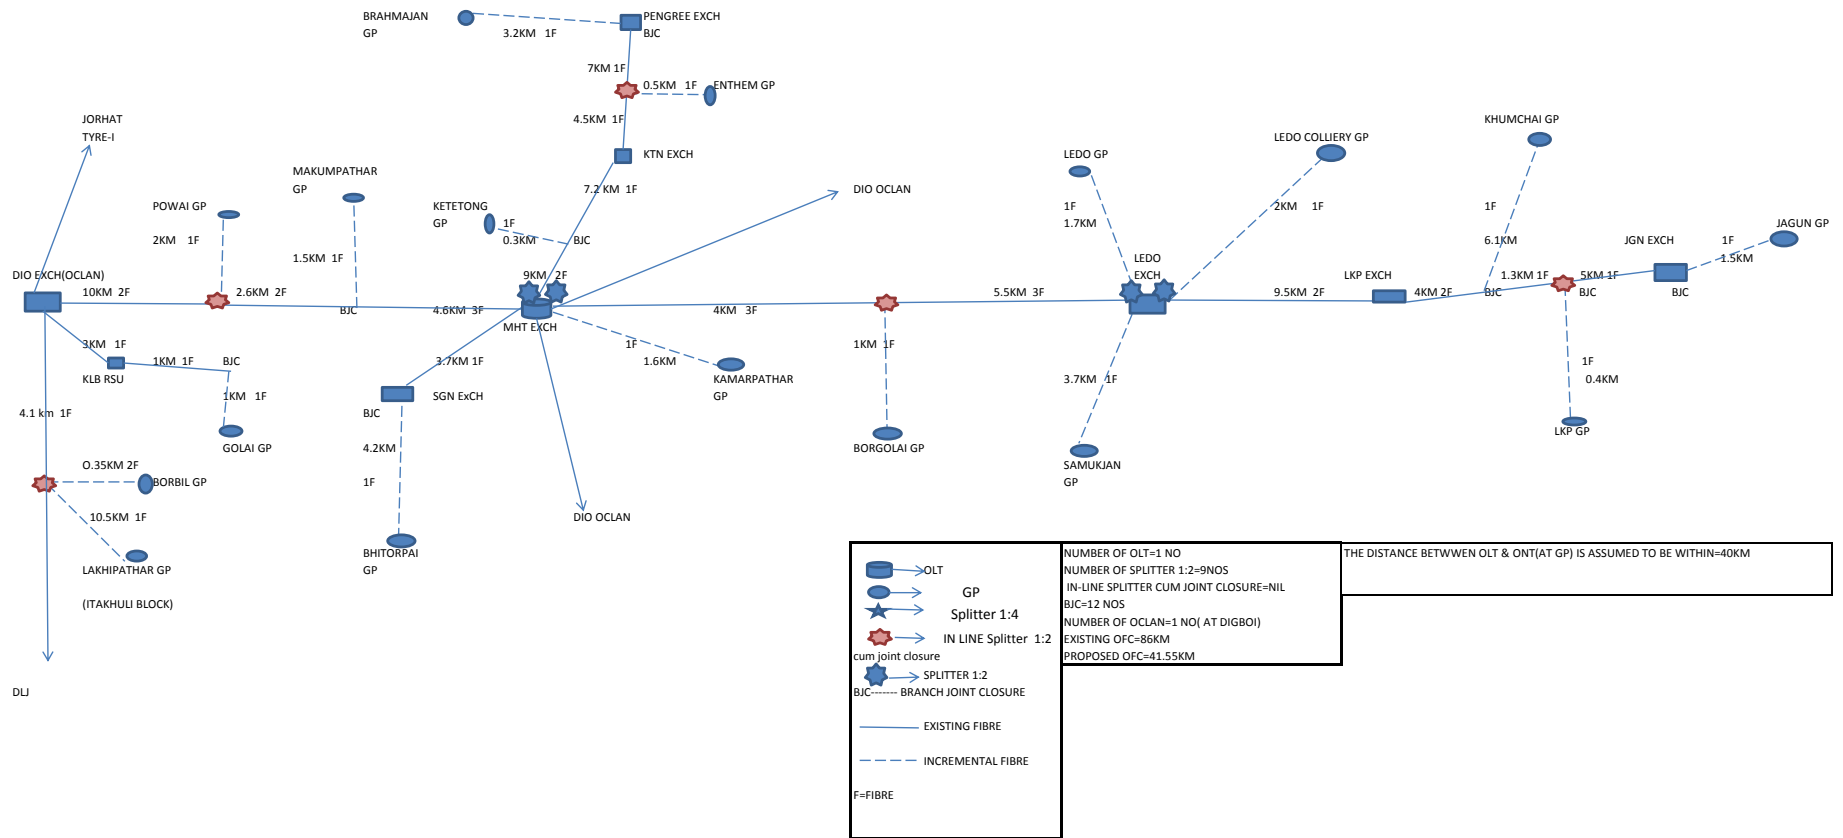 BRAHMAJAN
GP
3.2KM 1F
PENGREE EXCH
BJC
7KM 1F
0.5KM 1F
ENTHEM GP
4.5KM 1F
KTN EXCH
7.2 KM 1F
JORHAT
TYRE-I
MAKUMPATHAR
GP
POWAI GP
2KM 1F
1.5KM 1F
KETETONG
GP
1F
0.3KM
BJC
9KM 2F
DIO OCLAN
LEDO GP
1F
1.7KM
LEDO COLLIERY GP
2KM 1F
KHUMCHAI GP
1F
6.1KM
JAGUN GP
JGN EXCH
1F
1.5KM
DIO EXCH(OCLAN)
10KM 2F
2.6KM 2F
BJC
4.6KM 3F
MHT EXCH
4KM 3F
5.5KM 3F
LEDO
EXCH
9.5KM 2F
LKP EXCH
4KM 2F
BJC
1.3KM 1F
5KM 1F
BJC
BJC
3KM 1F
KLB RSU
1KM 1F
BJC
1KM 1F
GOLAI GP
3.7KM 1F
SGN ExCH
BJC
4.2KM
1F
BHITORPAI
GP
1F
1.6KM
KAMARPATHAR
GP
1KM 1F
BORGOLAI GP
3.7KM 1F
SAMUKJAN
GP
1F
0.4KM
LKP GP
4.1 km 1F
O.35KM 2F
BORBIL GP
10.5KM 1F
LAKHIPATHAR GP
(ITAKHULI BLOCK)
DLJ
DIO OCLAN
OLT
GP
Splitter 1:4
IN LINE Splitter 1:2
cum joint closure
SPLITTER 1:2
BJC------- BRANCH JOINT CLOSURE
EXISTING FIBRE
INCREMENTAL FIBRE
F=FIBRE
NUMBER OF OLT=1 NO
NUMBER OF SPLITTER 1:2=9NOS
IN-LINE SPLITTER CUM JOINT CLOSURE=NIL
BJC=12 NOS
NUMBER OF OCLAN=1 NO( AT DIGBOI)
EXISTING OFC=86KM
PROPOSED OFC=41.55KM
THE DISTANCE BETWWEN OLT & ONT(AT GP) IS ASSUMED TO BE WITHIN=40KM